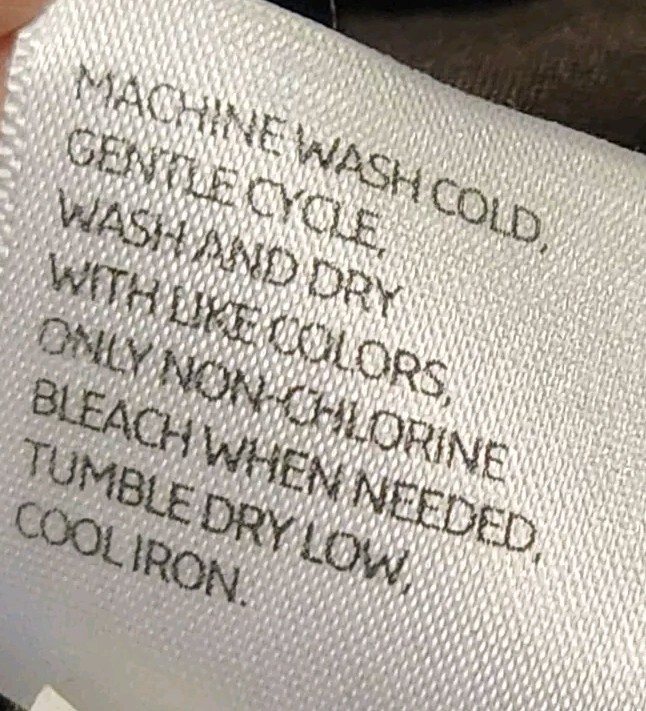 MACHINE WASH COLD,
GENTLE CYCLE,
WASH AND DRY
WITH LIKE COLORS,
ONLY NON-CHLORINE
BLEACH WHEN NEEDED,
TUMBLE DRY LOW,
COOL IRON.